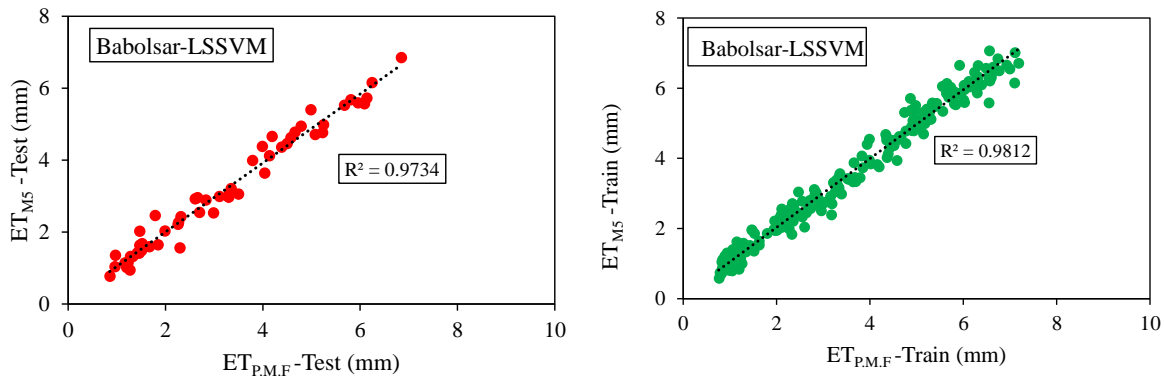 Babolsar-LSSVM
R² = 0.9734
ET_M5 -Test (mm)
8
6
4
2
0
0 2 4 6 8 10
ET_P.M.F -Test (mm)
Babolsar-LSSVM
R² = 0.9812
ET_M5 -Train (mm)
8
6
4
2
0
0 2 4 6 8 10
ET_P.M.F -Train (mm)